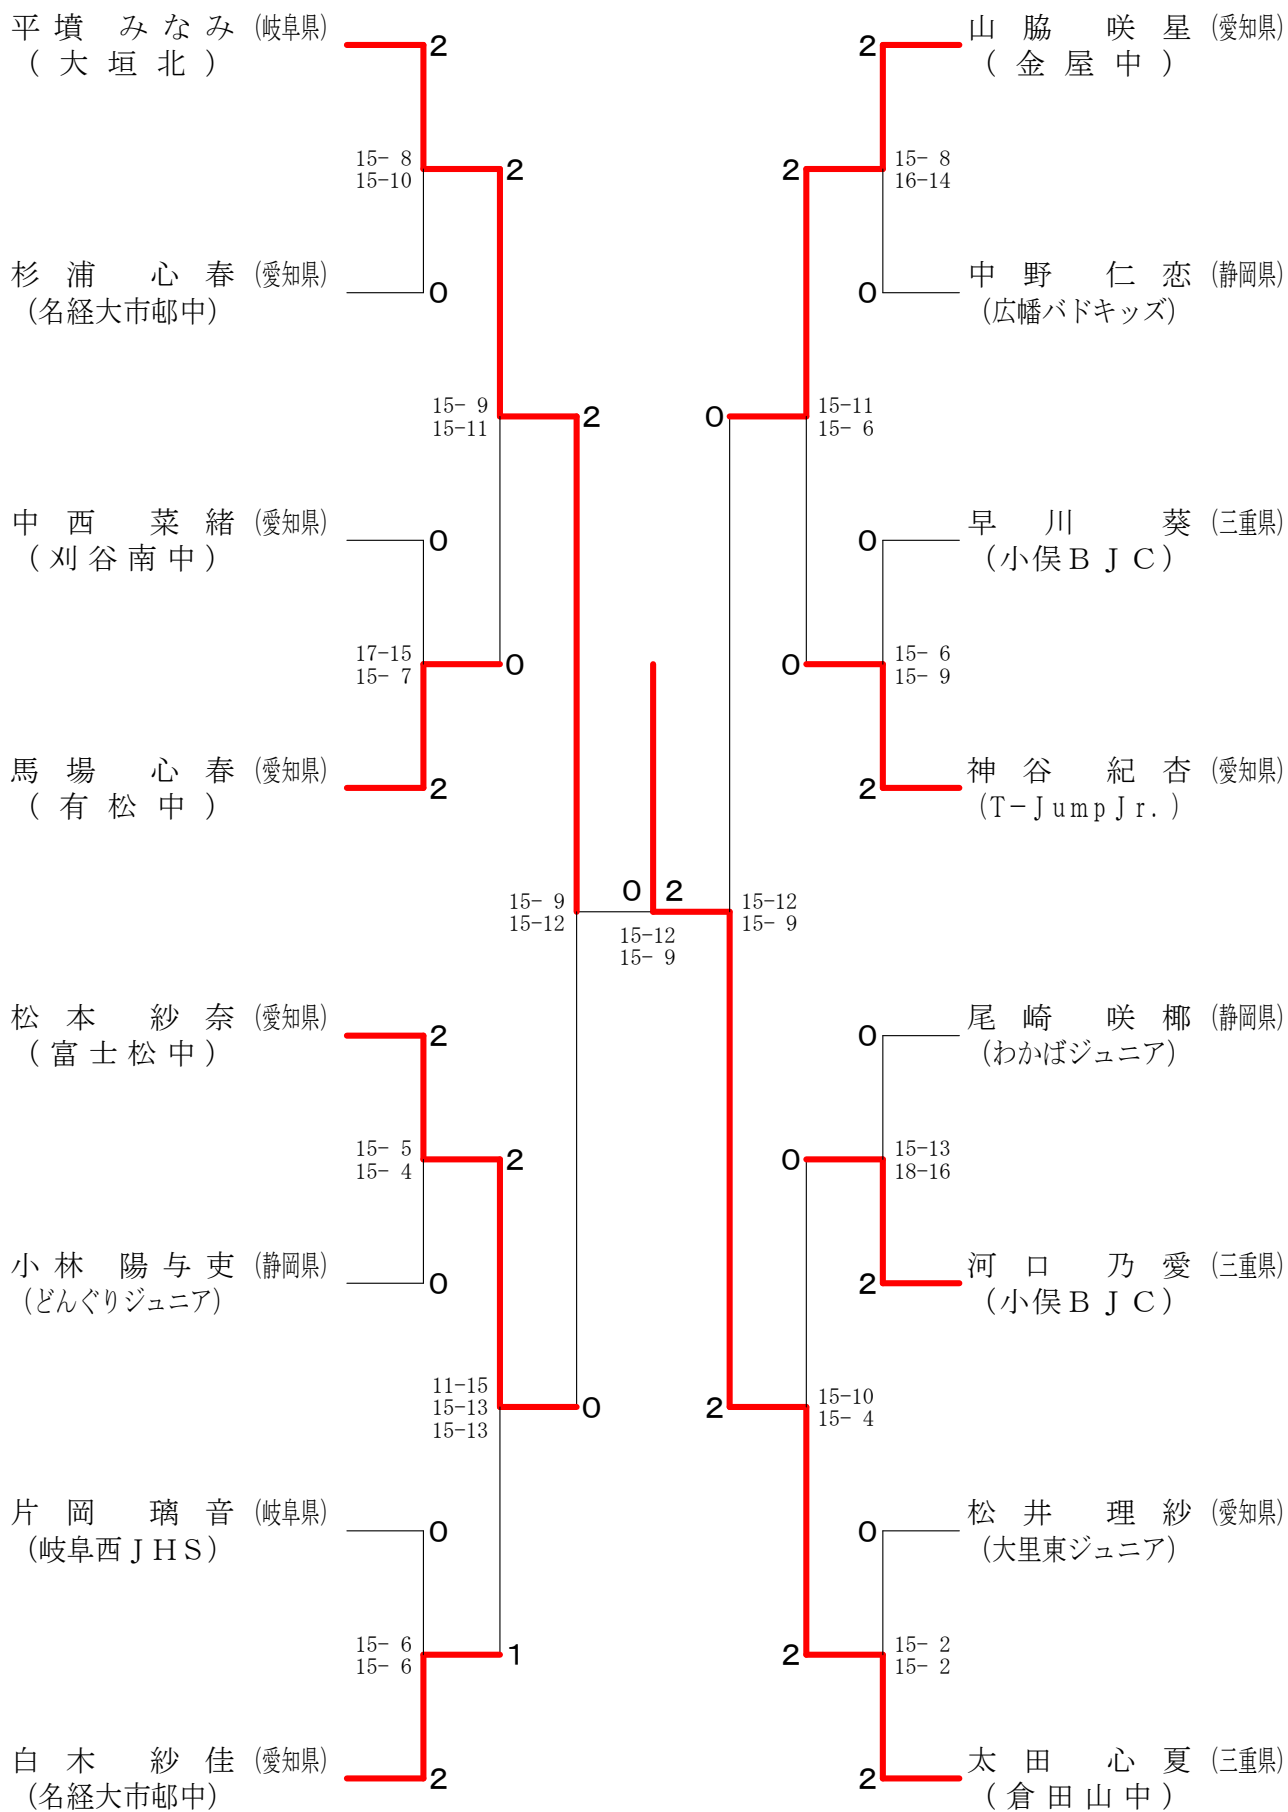 平墳 みなみ (岐阜県)
(大垣北)
2
15- 8
15-10
2
杉浦 心春 (愛知県)
(名経大市邨中)
0
15- 9
15-11
2
中西 菜緒 (愛知県)
(刈谷南中)
0
17-15
15- 7
0
馬場 心春 (愛知県)
(有松中)
2
15- 9
15-12
0
松本 紗奈 (愛知県)
(富士松中)
2
15- 5
15- 4
2
小林 陽与吏 (静岡県)
(どんぐりジュニア)
0
11-15
15-13
15-13
0
片岡 璃音 (岐阜県)
(岐阜西JHS)
0
15- 6
15- 6
1
白木 紗佳 (愛知県)
(名経大市邨中)
2
2
15-12
15- 9
山脇 咲星 (愛知県)
(金屋中)
2
2
15- 8
16-14
中野 仁恋 (静岡県)
(広幡バドキッズ)
0
0
15-11
15- 6
早川 葵 (三重県)
(小俣BJC)
0
0
15- 6
15- 9
神谷 紀杏 (愛知県)
(T-JumpJr.)
2
15-12
15- 9
尾崎 咲椰 (静岡県)
(わかばジュニア)
0
0
15-13
18-16
河口 乃愛 (三重県)
(小俣BJC)
2
2
15-10
15- 4
松井 理紗 (愛知県)
(大里東ジュニア)
0
2
15- 2
15- 2
太田 心夏 (三重県)
(倉田山中)
2